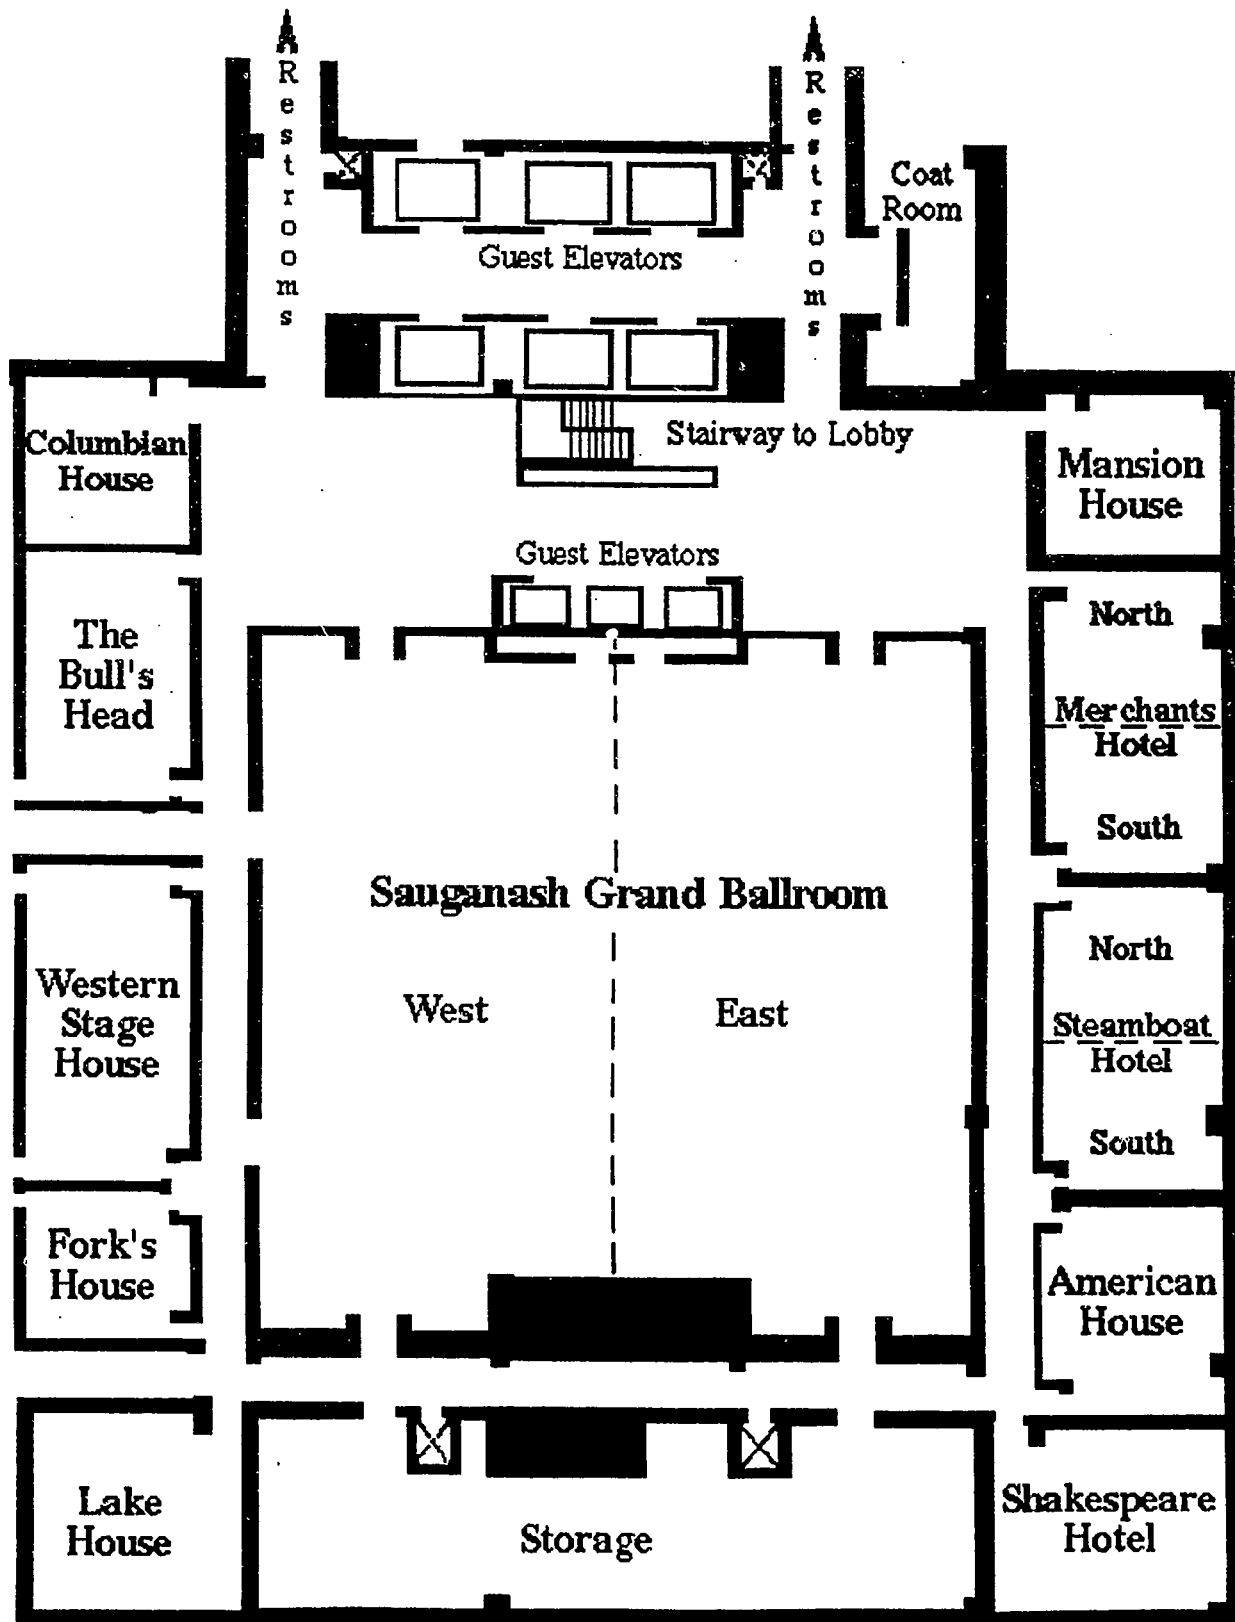 Restrooms
Restrooms
Coat
Room
Guest Elevators
Stairway to Lobby
Columbian
House
Mansion
House
Guest Elevators
The
Bull's
Head
North
Merchants
Hotel
South
Sauganash Grand Ballroom
West
East
Western
Stage
House
North
Steamboat
Hotel
South
Fork's
House
American
House
Lake
House
Storage
Shakespeare
Hotel